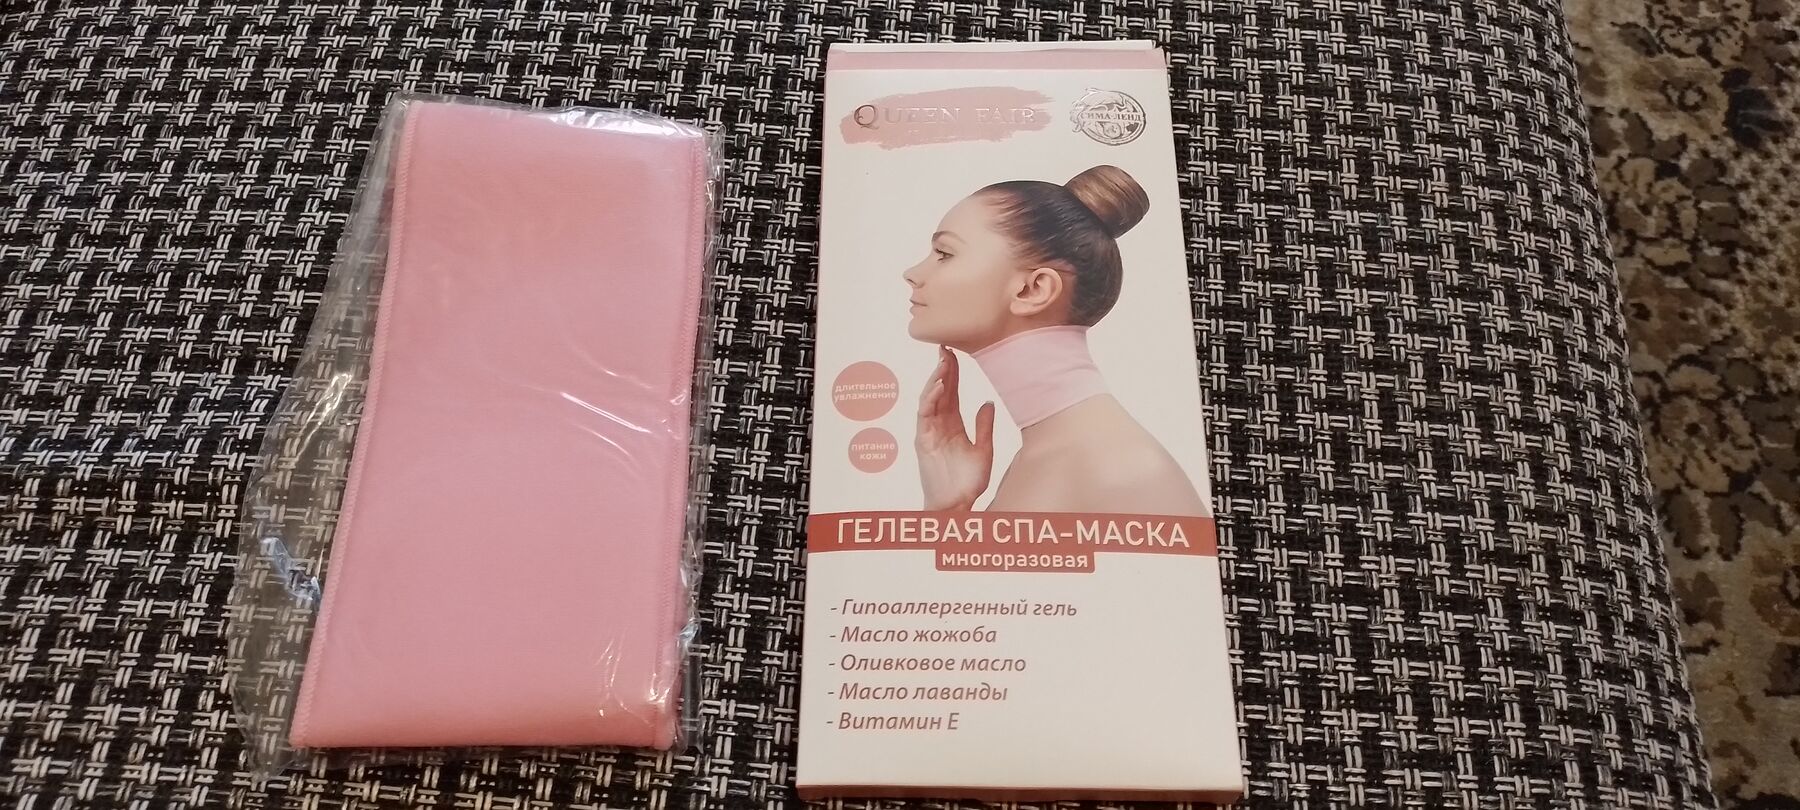 QUEEN FAIR
СИМА-ЛЕНД
длительное
увлажнение
питание
кожи
ГЕЛЕВАЯ СПА-МАСКА
многоразовая
- Гипоаллергенный гель
- Масло жожоба
- Оливковое масло
- Масло лаванды
- Витамин Е